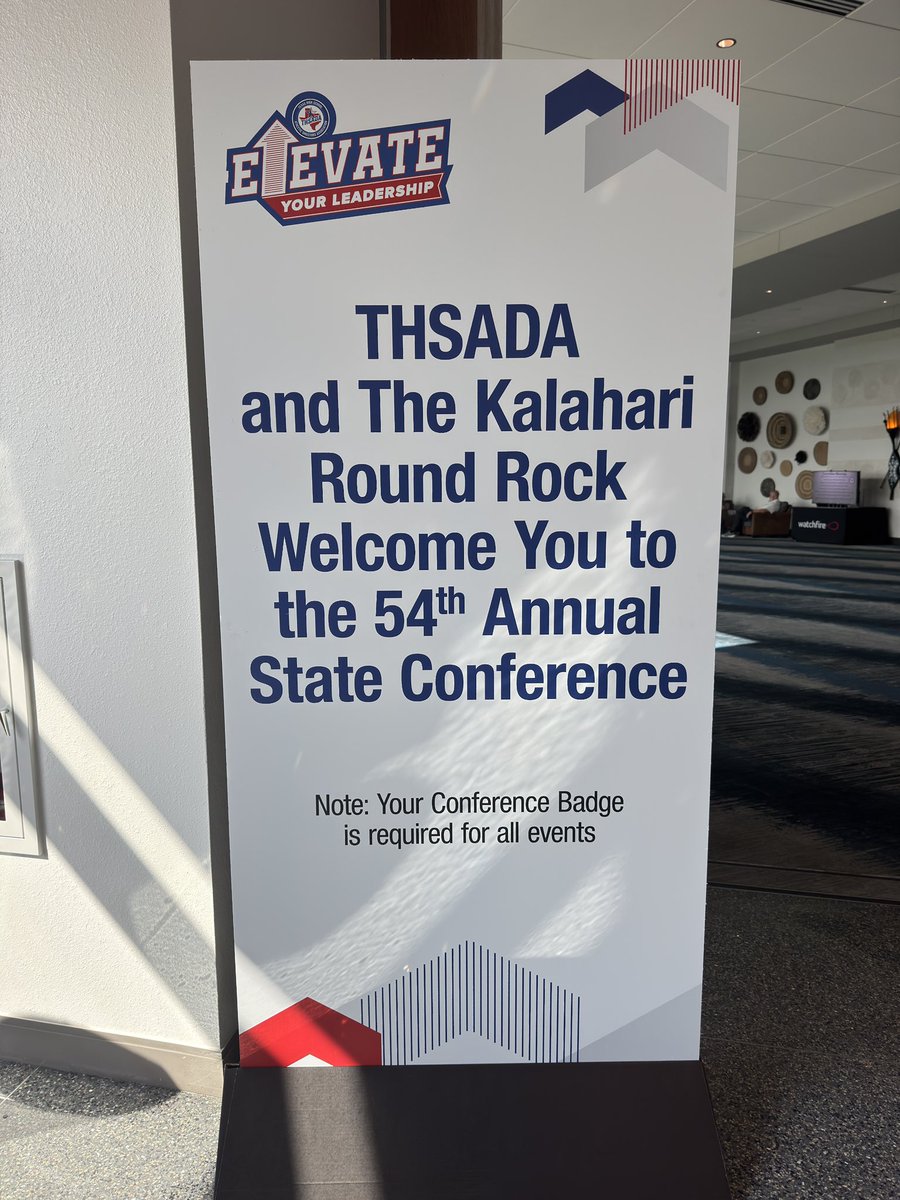 ELEVATE
YOUR LEADERSHIP
THSADA
and The Kalahari
Round Rock
Welcome You to
the 54th Annual
State Conference
Note: Your Conference Badge
is required for all events
watchfire